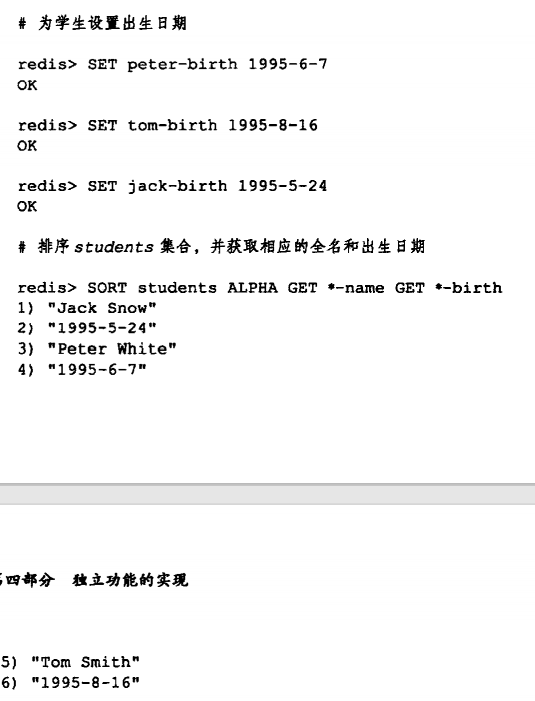 # 为学生设置出生日期
redis> SET peter-birth 1995-6-7
OK
redis> SET tom-birth 1995-8-16
OK
redis> SET jack-birth 1995-5-24
OK
# 排序 students 集合，并获取相应的全名和出生日期
redis> SORT students ALPHA GET *-name GET *-birth
1) "Jack Snow"
2) "1995-5-24"
3) "Peter White"
4) "1995-6-7"
四部分 独立功能的实现
5) "Tom Smith"
6) "1995-8-16"